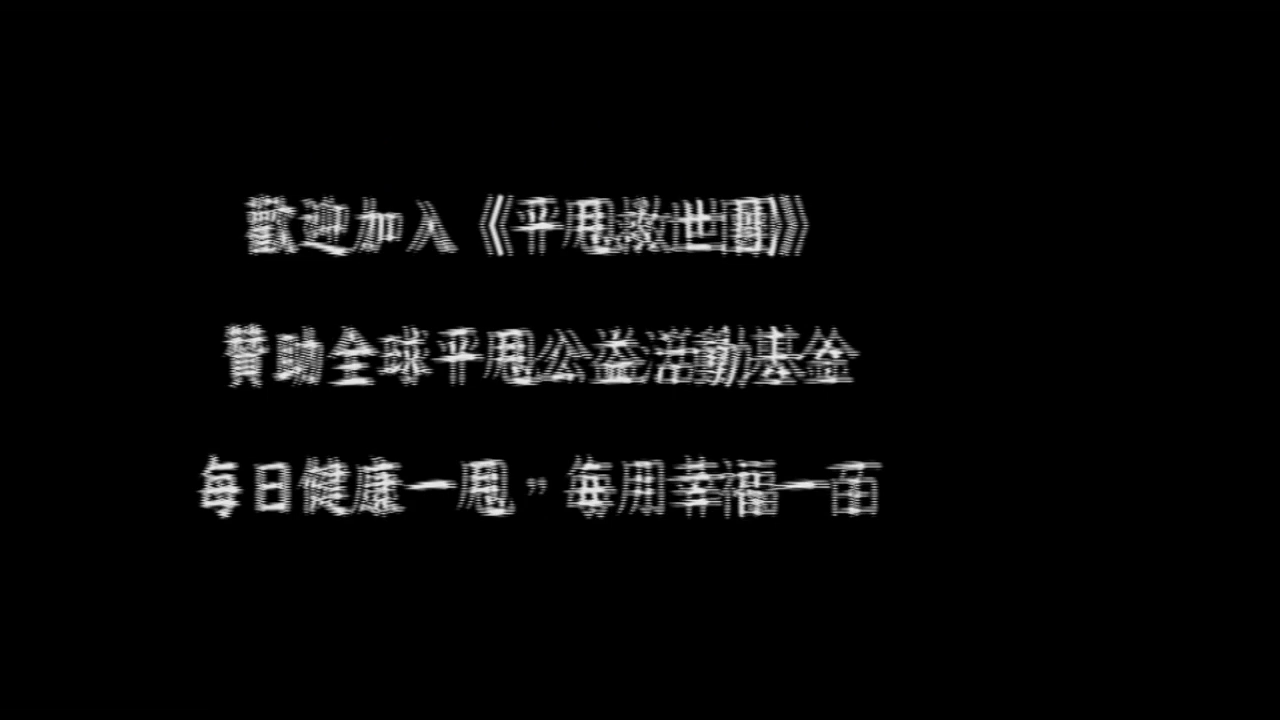 歡迎加入《平甩救世團》
贊助全球平甩公益活動基金
每日健康一甩，每月幸福一百